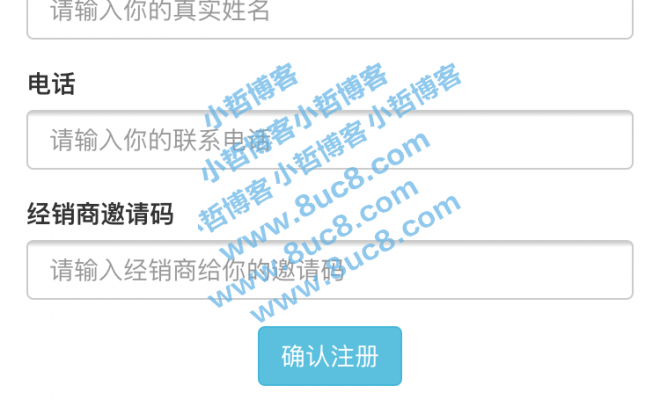 请输入你的真实姓名
电话
请输入你的联系电话
经销商邀请码
请输入经销商给你的邀请码
确认注册
小哲博客
小哲博客 小哲博客
小哲博客 小哲博客 小哲博客
www.8uc8.com
www.8uc8.com
www.8uc8.com